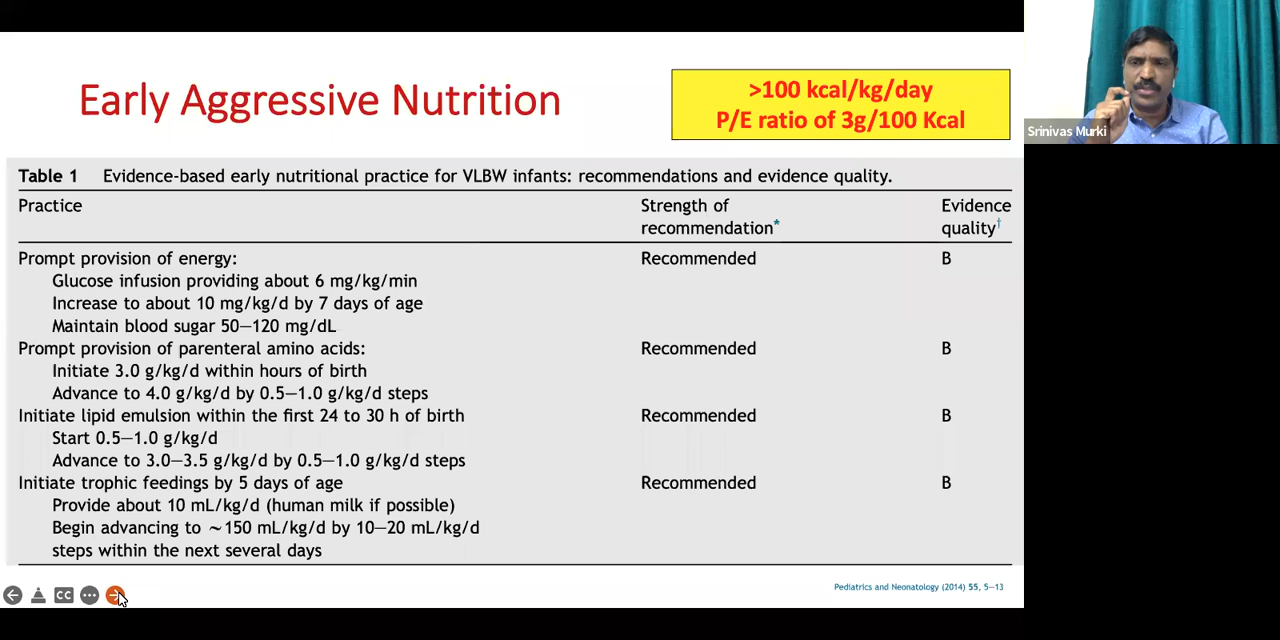 Early Aggressive Nutrition
>100 kcal/kg/day
P/E ratio of 3g/100 Kcal
Srinivas Murki
Table 1 Evidence-based early nutritional practice for VLBW infants: recommendations and evidence quality.
Practice
Strength of recommendation*
Evidence quality†
Prompt provision of energy: Recommended B
Glucose infusion providing about 6 mg/kg/min
Increase to about 10 mg/kg/d by 7 days of age
Maintain blood sugar 50–120 mg/dL
Prompt provision of parenteral amino acids: Recommended B
Initiate 3.0 g/kg/d within hours of birth
Advance to 4.0 g/kg/d by 0.5–1.0 g/kg/d steps
Initiate lipid emulsion within the first 24 to 30 h of birth Recommended B
Start 0.5–1.0 g/kg/d
Advance to 3.0–3.5 g/kg/d by 0.5–1.0 g/kg/d steps
Initiate trophic feedings by 5 days of age Recommended B
Provide about 10 mL/kg/d (human milk if possible)
Begin advancing to ~150 mL/kg/d by 10–20 mL/kg/d
steps within the next several days
CC
Pediatrics and Neonatology (2014) 55, 5–13